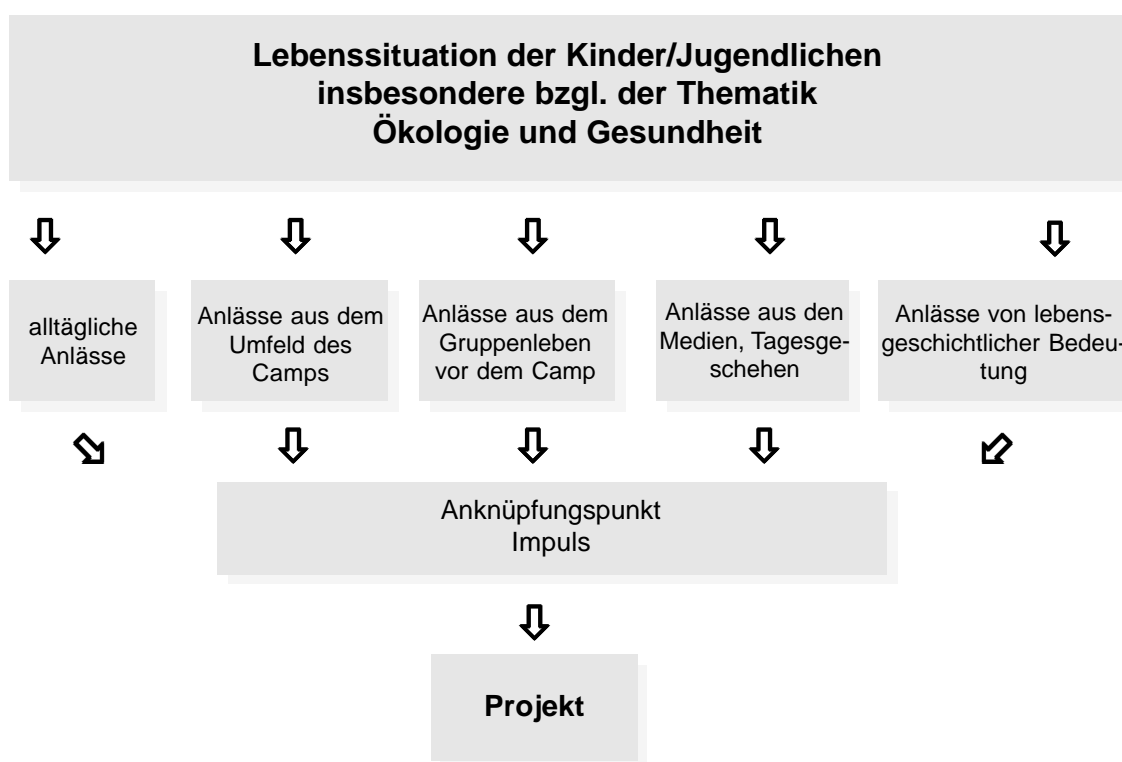 Lebenssituation der Kinder/Jugendlichen
insbesondere bzgl. der Thematik
Ökologie und Gesundheit
alltägliche
Anlässe
Anlässe aus dem
Umfeld des
Camps
Anlässe aus dem
Gruppenleben
vor dem Camp
Anlässe aus den
Medien, Tagesge-
schehen
Anlässe von lebens-
geschichtlicher Bedeu-
tung
Anknüpfungspunkt
Impuls
Projekt